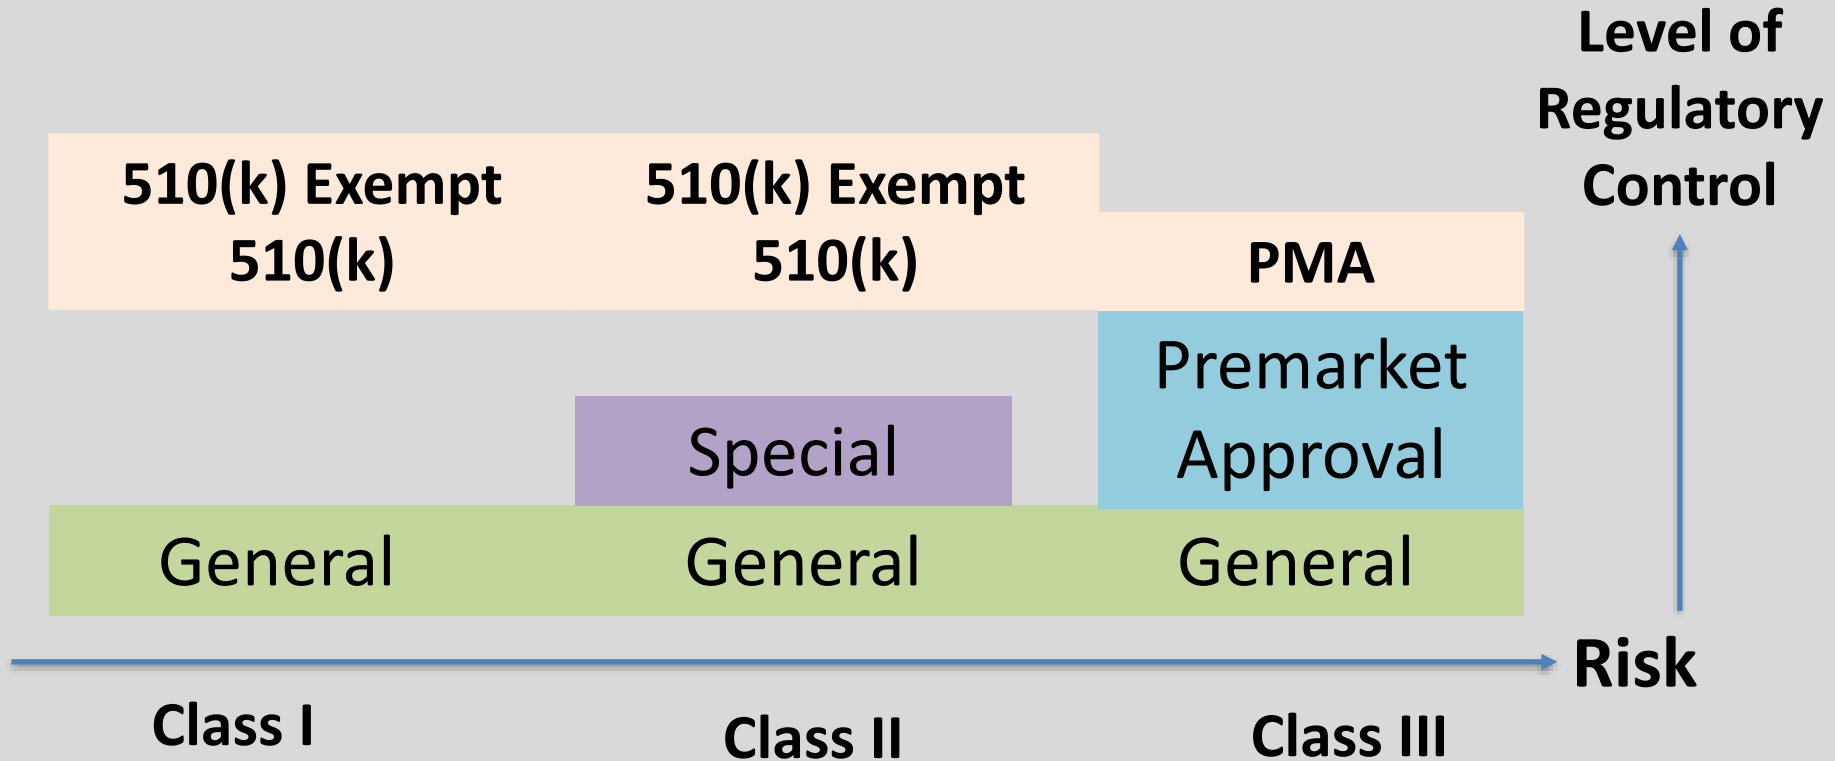 Level of
Regulatory
Control
510(k) Exempt
510(k)
510(k) Exempt
510(k)
PMA
Premarket
Approval
Special
General
General
General
Risk
Class I
Class II
Class III